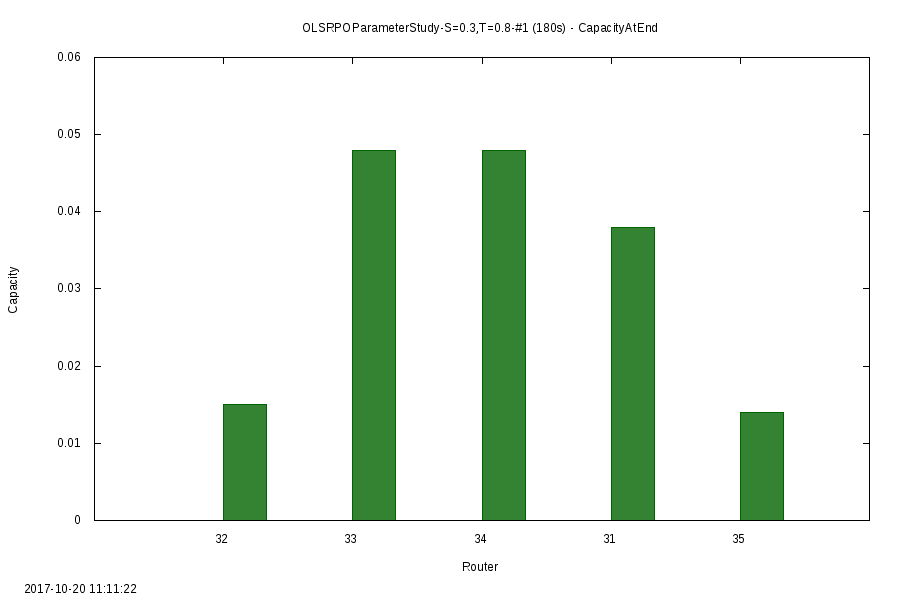 OLSRPOParameterStudy-S=0.3,T=0.8-#1 (180s) - CapacityAtEnd
0.06
0.05
0.04
0.03
0.02
0.01
0
Capacity
32 33 34 31 35
Router
2017-10-20 11:11:22